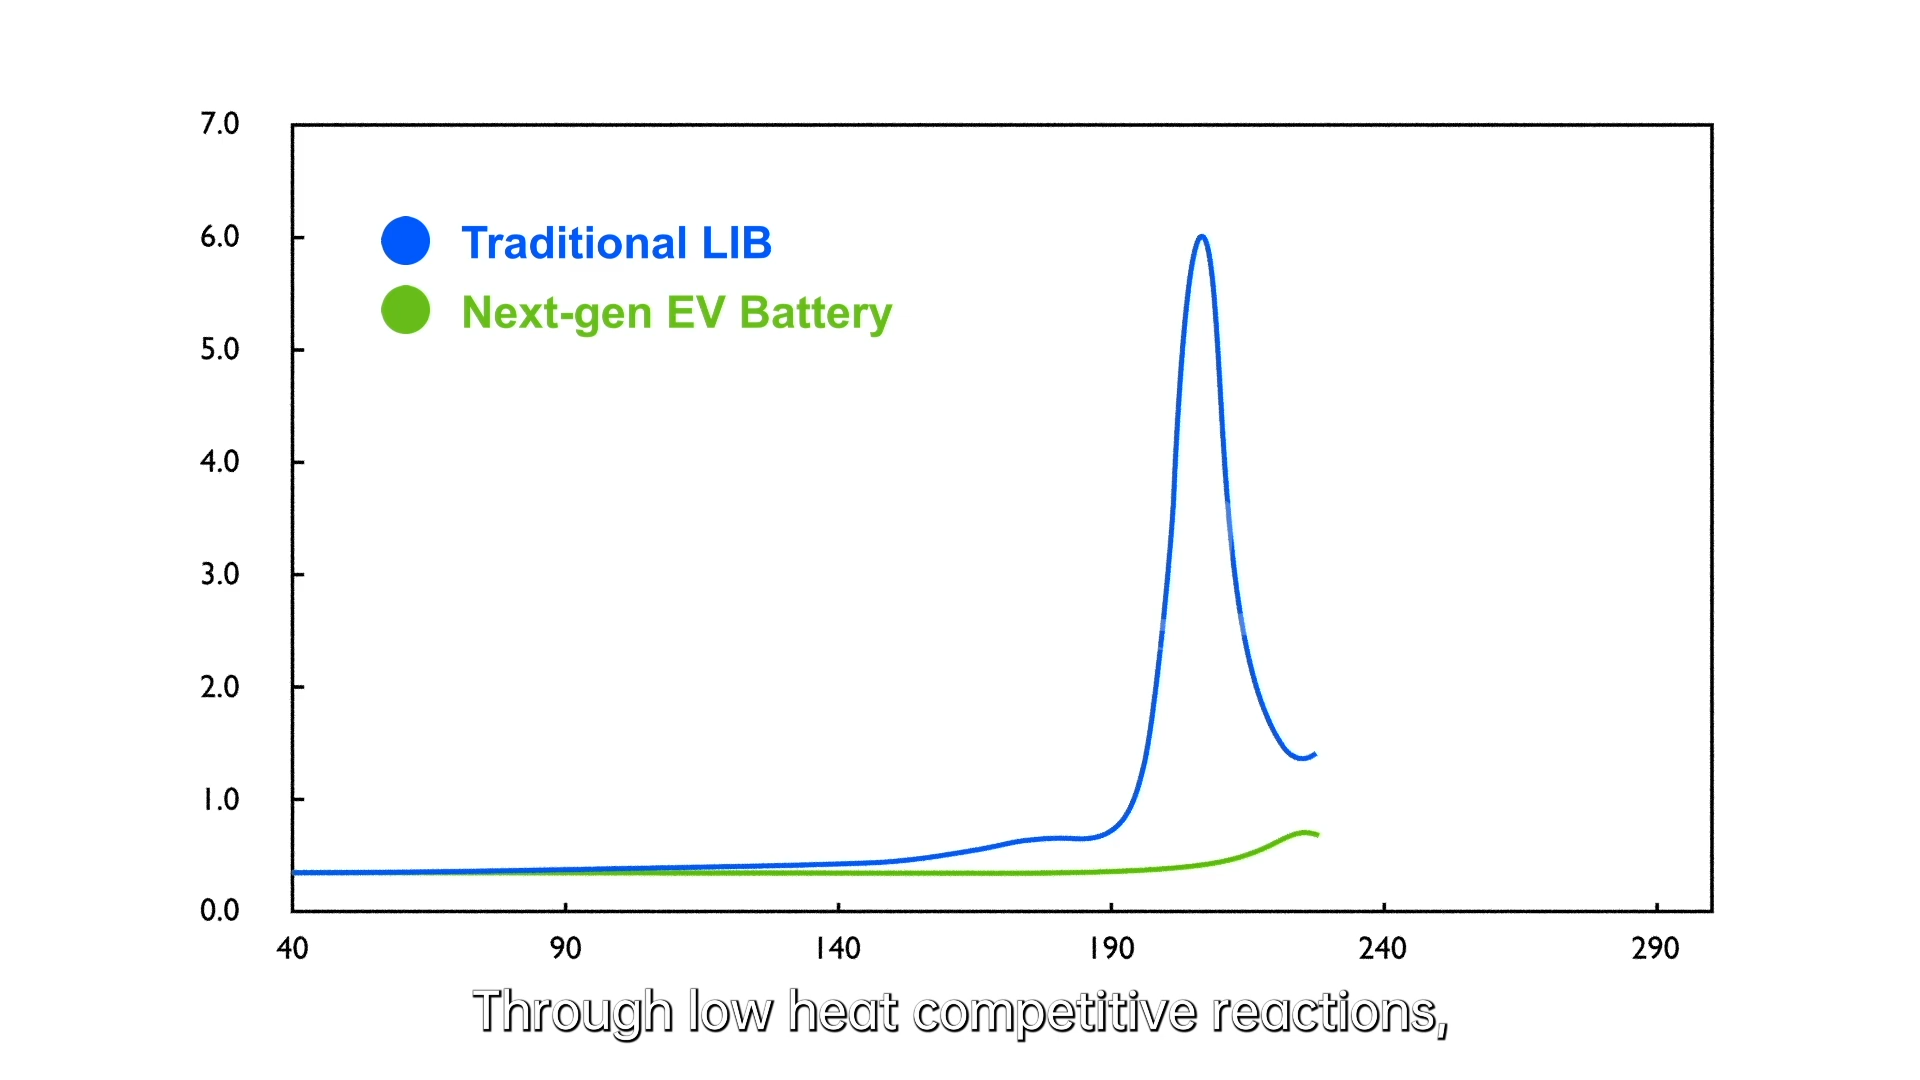 7.0
6.0
5.0
4.0
3.0
2.0
1.0
0.0
Traditional LIB
Next-gen EV Battery
40 90 140 190 240 290
Through low heat competitive reactions,